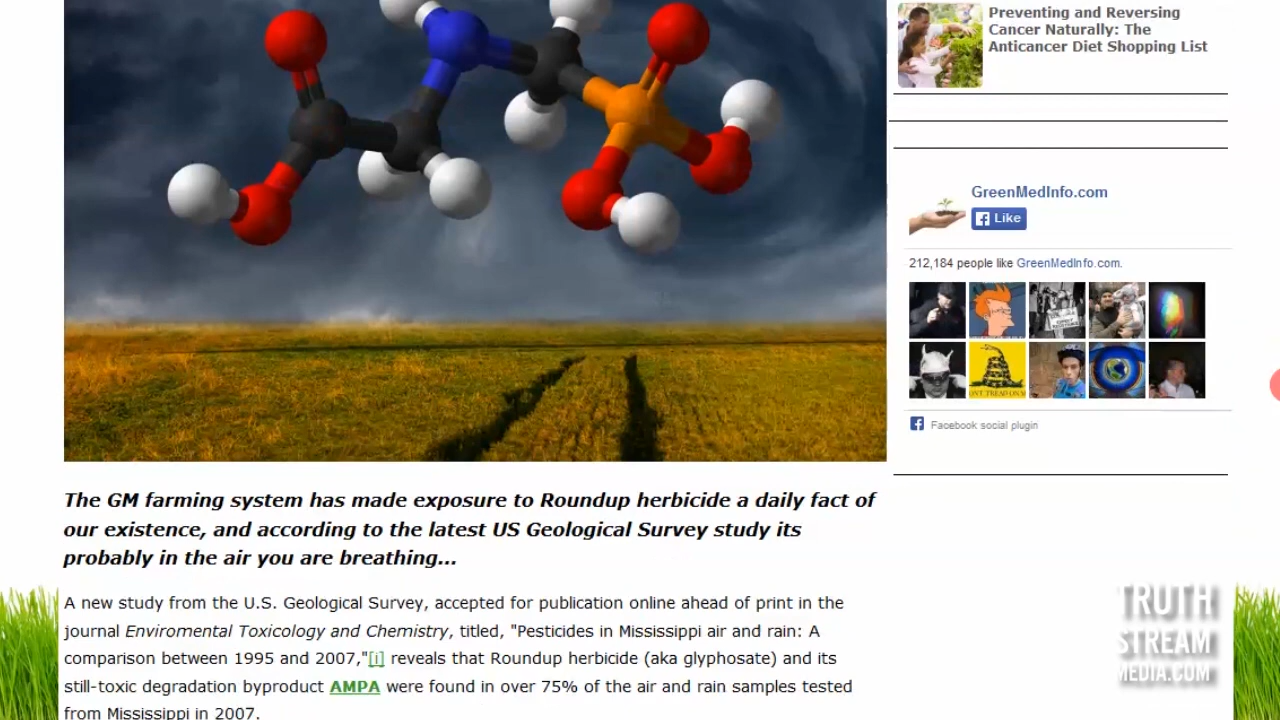 Preventing and Reversing
Cancer Naturally: The
Anticancer Diet Shopping List
GreenMedInfo.com
Like
212,184 people like GreenMedInfo.com.
Facebook social plugin
The GM farming system has made exposure to Roundup herbicide a daily fact of
our existence, and according to the latest US Geological Survey study its
probably in the air you are breathing...
A new study from the U.S. Geological Survey, accepted for publication online ahead of print in the
journal Enviromental Toxicology and Chemistry, titled, "Pesticides in Mississippi air and rain: A
comparison between 1995 and 2007,"[i] reveals that Roundup herbicide (aka glyphosate) and its
still-toxic degradation byproduct AMPA were found in over 75% of the air and rain samples tested
from Mississippi in 2007.
TRUTH
STREAM
MEDIA.COM